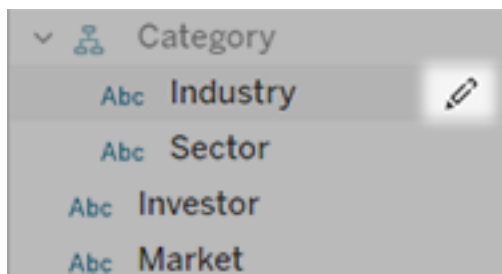 Category
Abc Industry
Abc Sector
Abc Investor
Abc Market